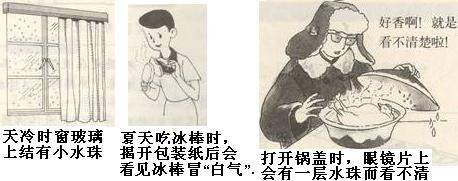 好香啊！就是
看不清楚啦！
天冷时窗玻璃
上结有小水珠
夏天吃冰棒时，
揭开包装纸后会
看见冰棒冒“白气”.
打开锅盖时，眼镜片上
会有一层水珠而看不清